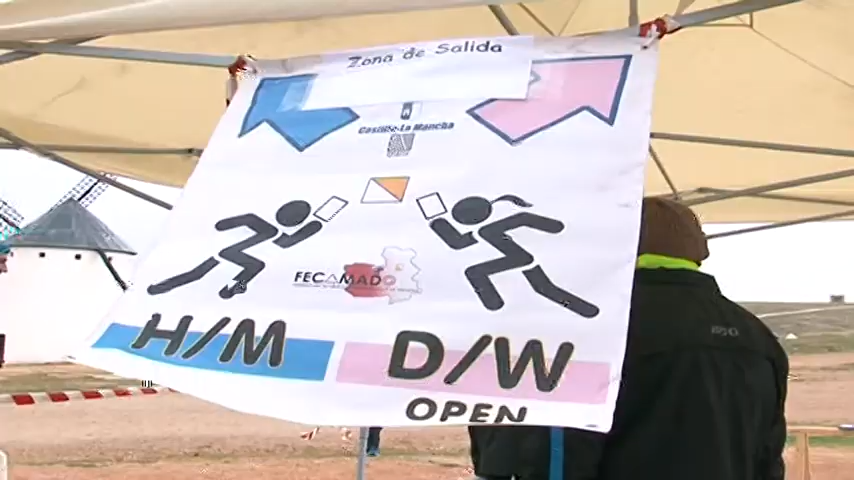 Zona de Salida
Castilla-La Mancha
FECAMADO
H/M D/W
OPEN